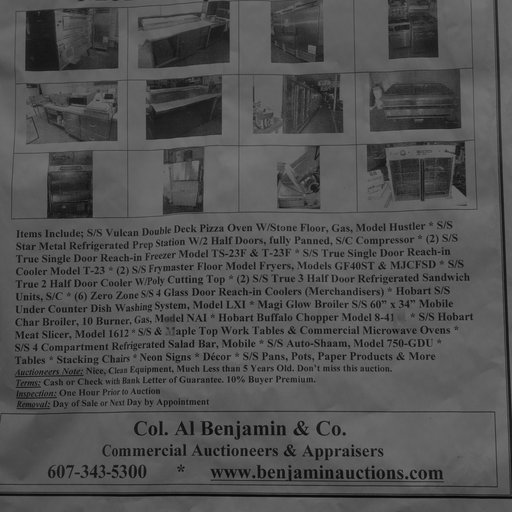 Items Include; S/S Vulcan Double Deck Pizza Oven W/Stone Floor, Gas, Model Hustler * S/S
Star Metal Refrigerated Prep Station W/2 Half Doors, fully Panned, S/C Compressor * (2) S/S
True Single Door Reach-in Freezer Model TS-23F & T-23F * S/S True Single Door Reach-in
Cooler Model T-23 * (2) S/S Frymaster Floor Model Fryers, Models GF40ST & MJCFSD * S/S
True 2 Half Door Cooler W/Poly Cutting Top * (2) S/S True 3 Half Door Refrigerated Sandwich
Units, S/C * (6) Zero Zone S/S 4 Glass Door Reach-in Coolers (Merchandisers) * Hobart S/S
Under Counter Dish Washing System, Model LXI * Magi Glow Broiler S/S 60” x 34” Mobile
Char Broiler, 10 Burner, Gas, Model NAI * Hobart Buffalo Chopper Model 8-41 * S/S Hobart
Meat Slicer, Model 1612 * S/S & Maple Top Work Tables & Commercial Microwave Ovens *
S/S 4 Compartment Refrigerated Salad Bar, Mobile * S/S Auto-Shaam, Model 750-GDU *
Tables * Stacking Chairs * Neon Signs * Décor * S/S Pans, Pots, Paper Products & More
Auctioneers Note: Nice, Clean Equipment, Much Less than 5 Years Old. Don’t miss this auction.
Terms: Cash or Check with Bank Letter of Guarantee. 10% Buyer Premium.
Inspection: One Hour Prior to Auction
Removal: Day of Sale or Next Day by Appointment
Col. Al Benjamin & Co.
Commercial Auctioneers & Appraisers
607-343-5300 * www.benjaminauctions.com